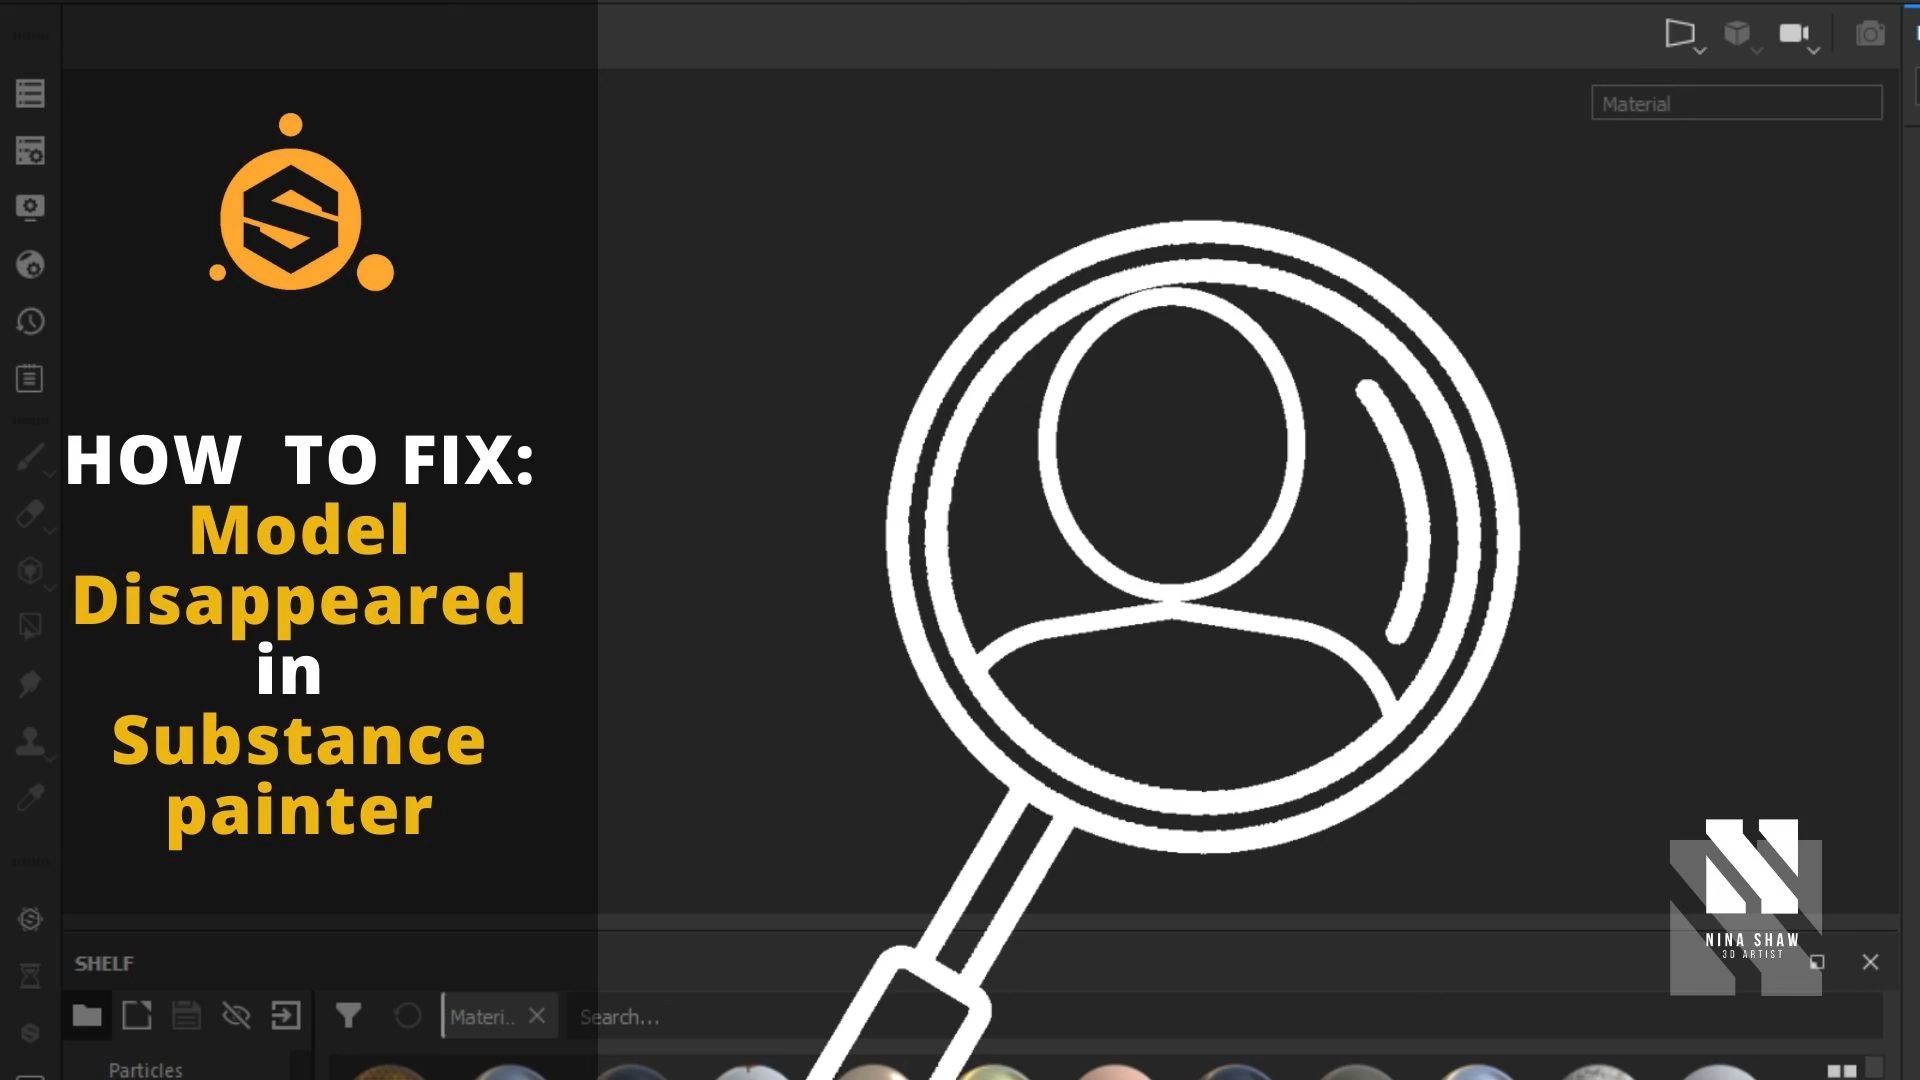 Material
HOW TO FIX:
Model
Disappeared
in
Substance
painter
NINA SHAW
3D ARTIST
SHELF
Materi..
Search...
Particles